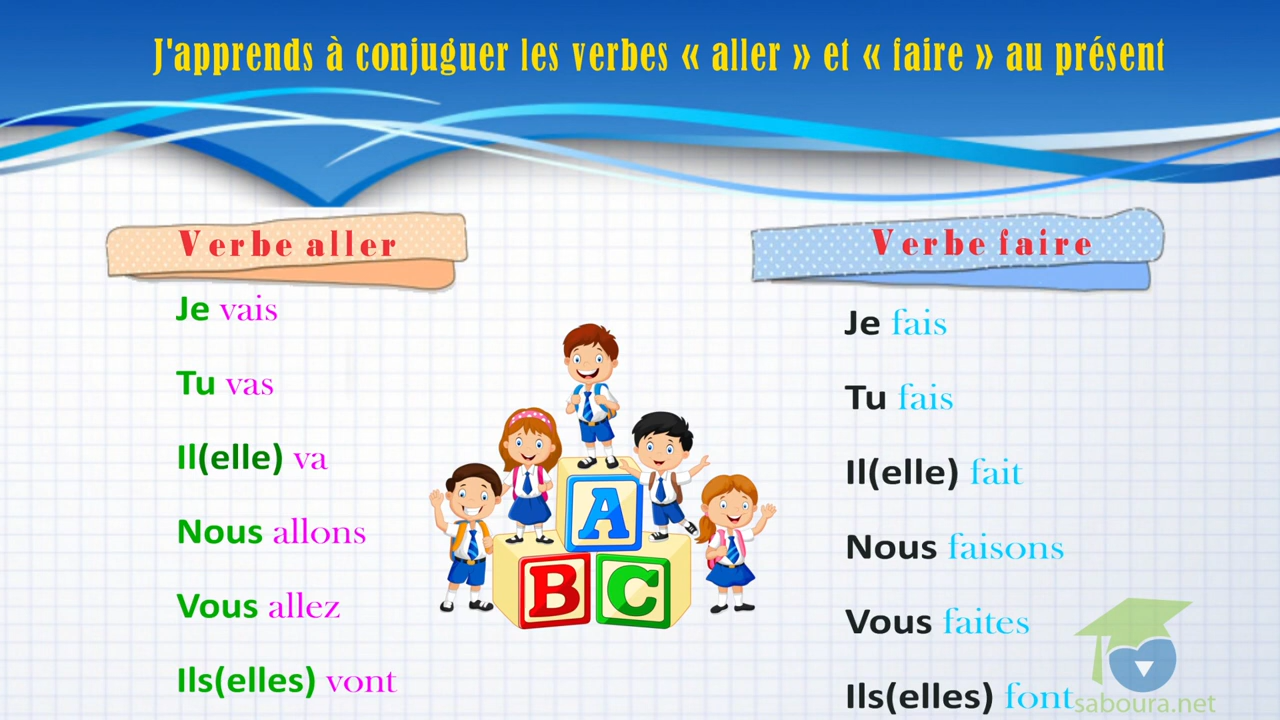 J'apprends à conjuguer les verbes « aller » et « faire » au présent
Verbe aller
Je vais
Tu vas
Il(elle) va
Nous allons
Vous allez
Ils(elles) vont
A
B C
Verbe faire
Je fais
Tu fais
Il(elle) fait
Nous faisons
Vous faites
Ils(elles) font
saboura.net